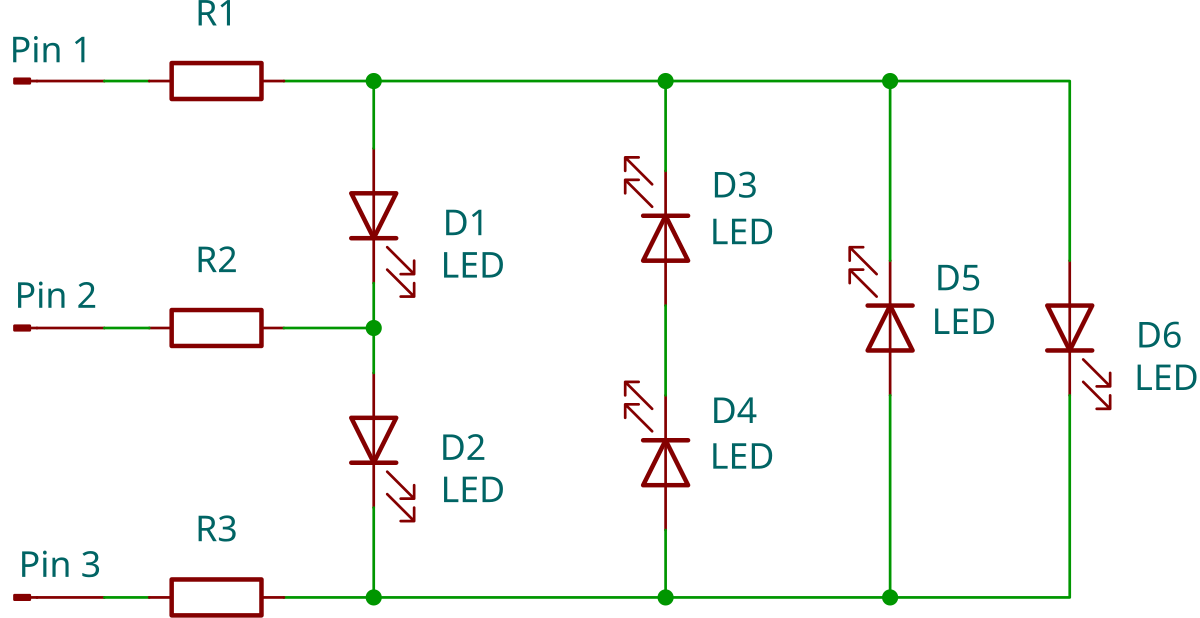 R1
Pin 1
D3
LED
D1
LED
R2
D5
LED
Pin 2
D6
LED
D4
LED
D2
LED
R3
Pin 3